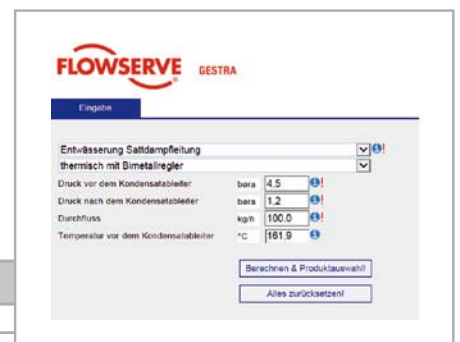 FLOWSERVE GESTRA
Eingabe
Entwässerung Sattdampfleitung
thermisch mit Bimetallregler
Druck vor dem Kondensatableiter bara 4.5
Druck nach dem Kondensatableiter bara 1.2
Durchfluss kg/h 100.0
Temperatur vor dem Kondensatableiter °C 161.9
Berechnen & Produktauswahl!
Alles zurücksetzen!